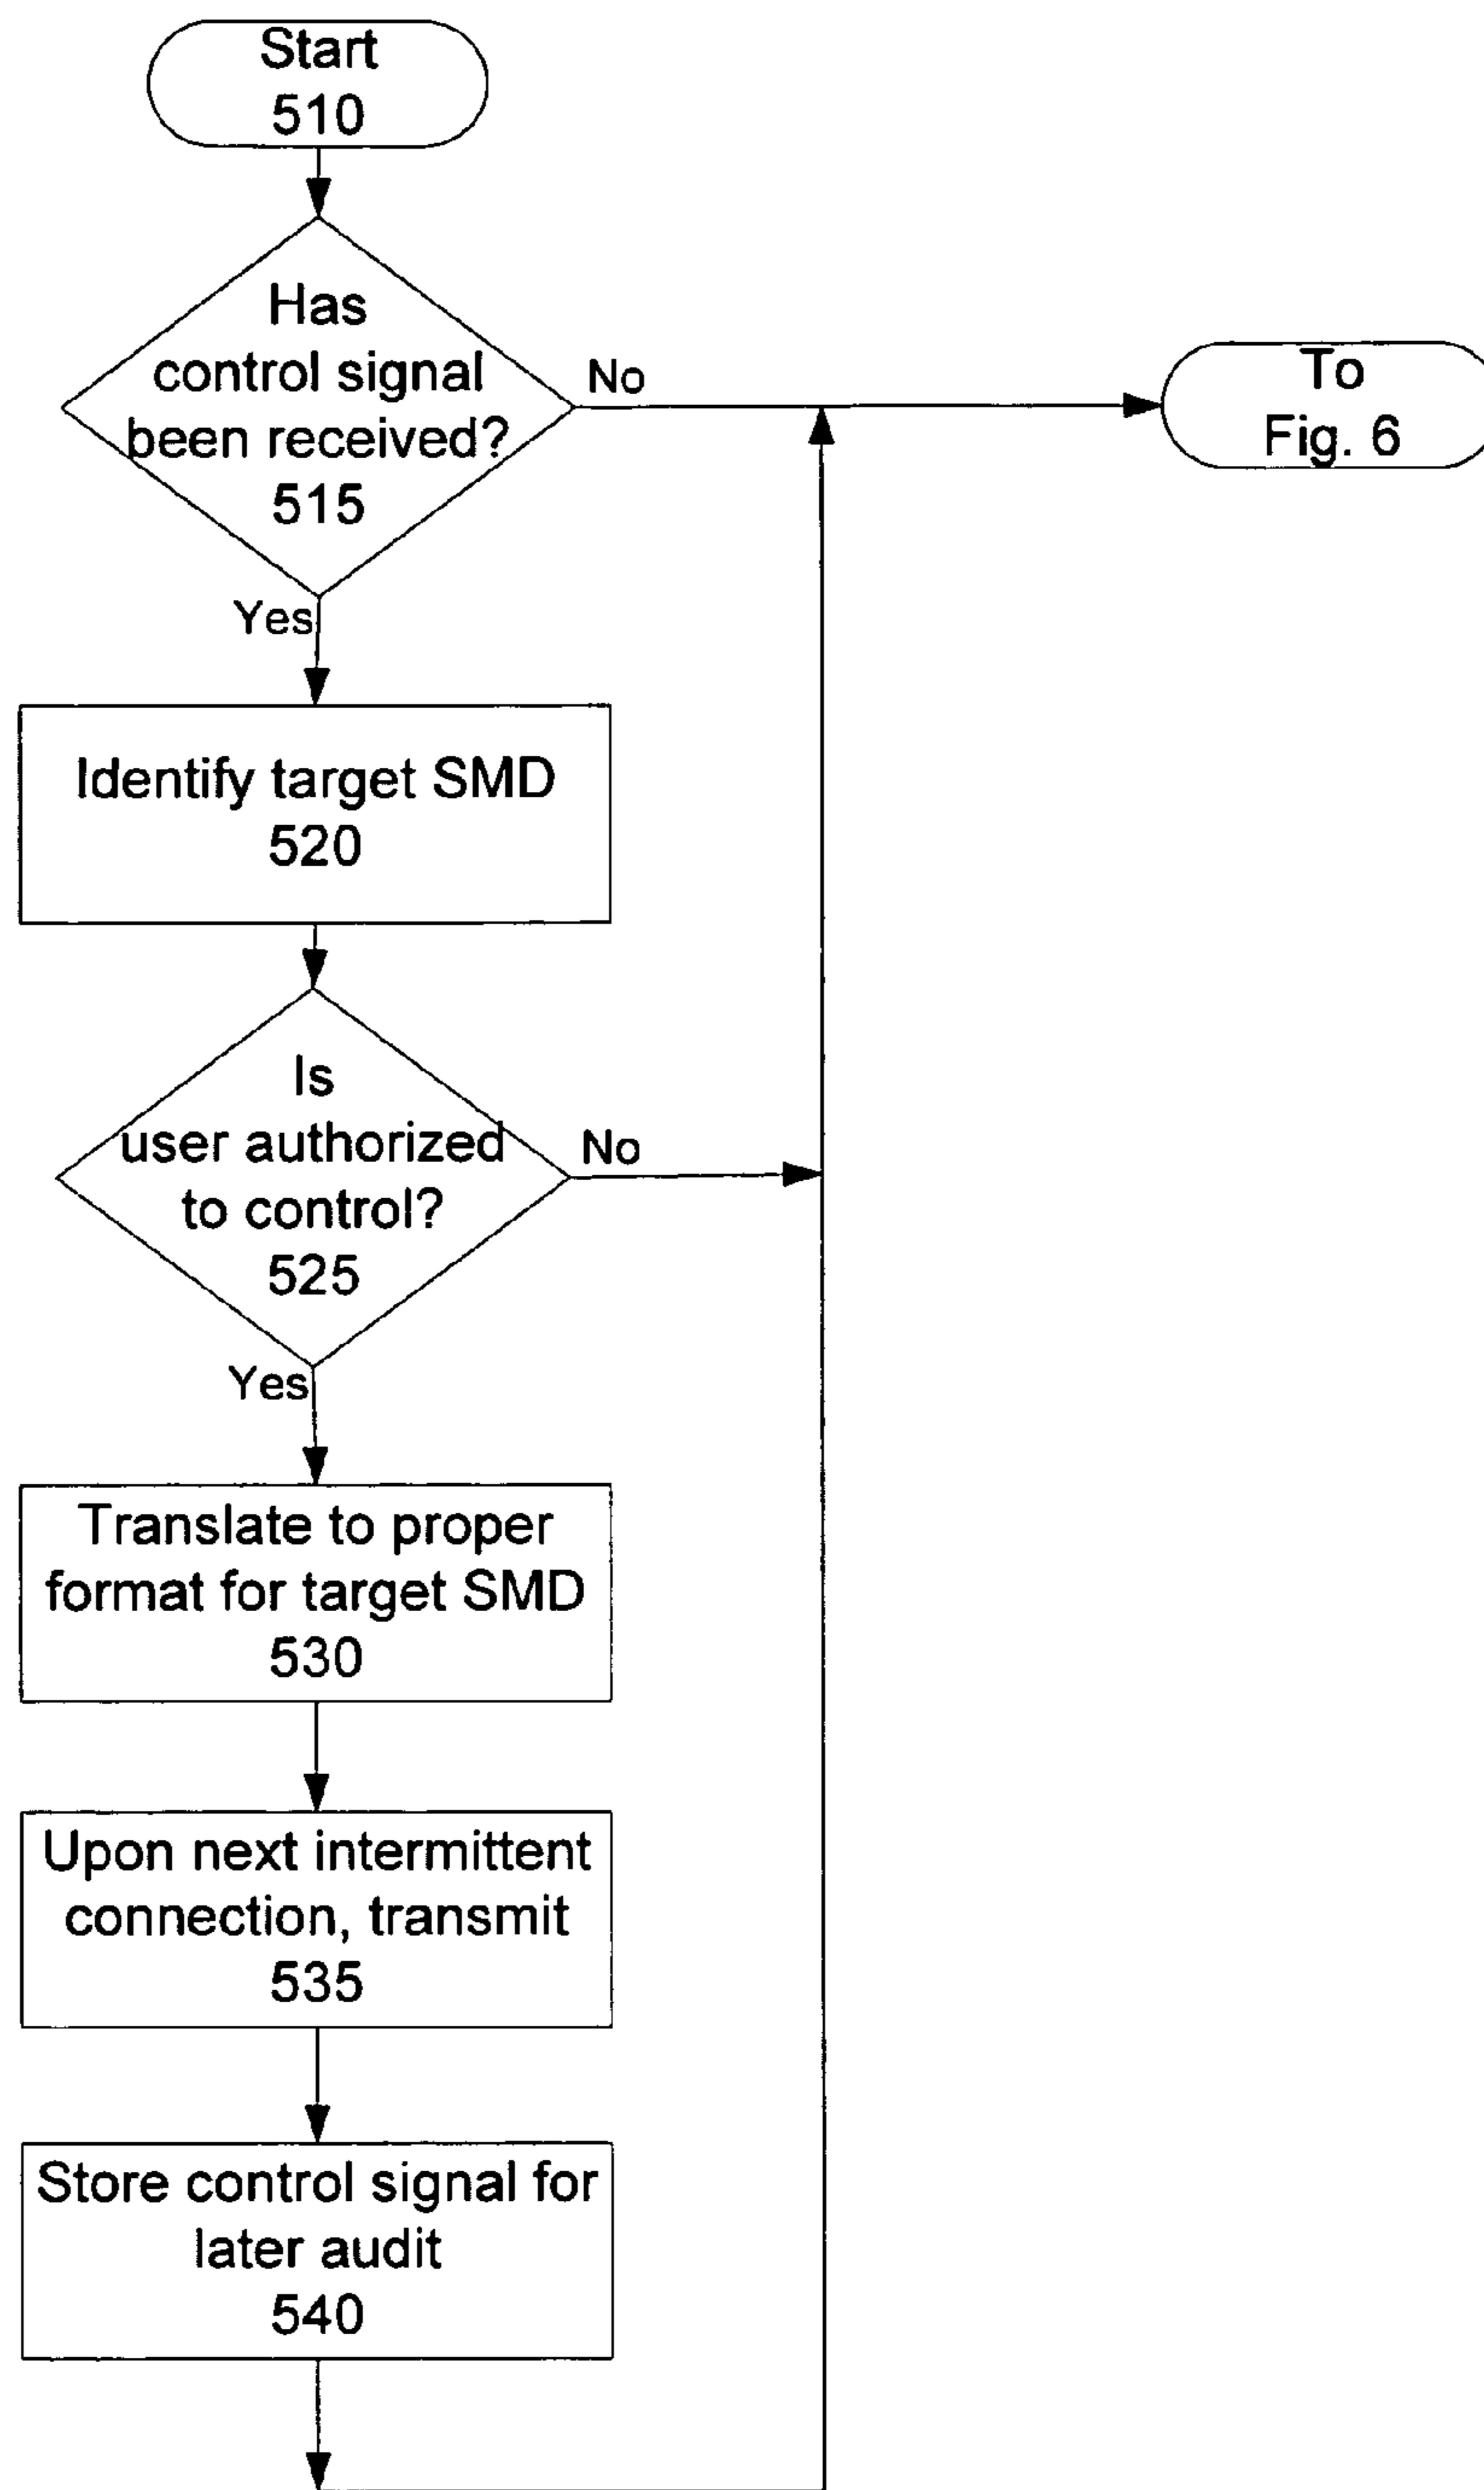 Start
510
Has
control signal
been received?
515
No
To
Fig. 6
Yes
Identify target SMD
520
Is
user authorized
to control?
525
No
Yes
Translate to proper
format for target SMD
530
Upon next intermittent
connection, transmit
535
Store control signal for
later audit
540